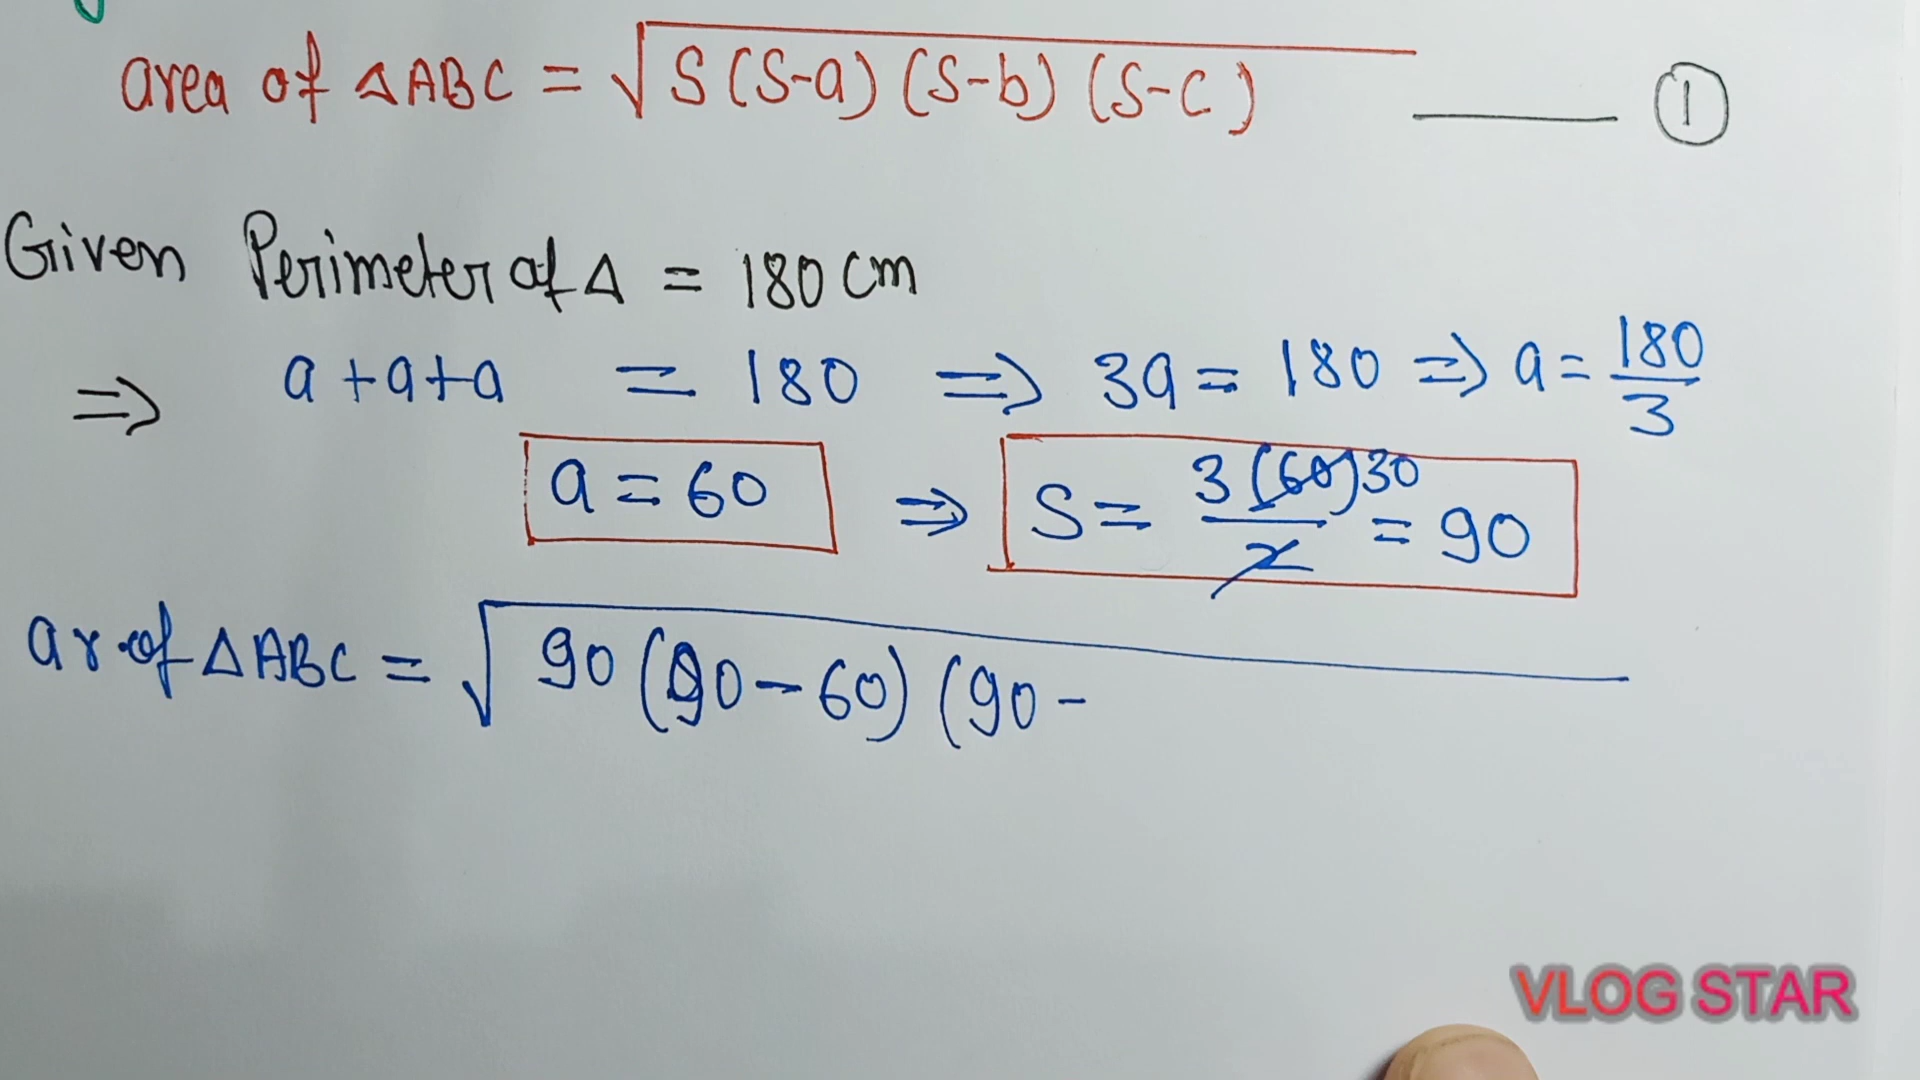 area of ΔABC = √S(S-a)(S-b)(S-c) ——— ①
Given Perimeter of Δ = 180 cm
⇒ a+a+a = 180 ⇒ 3a = 180 ⇒ a = 180/3
a = 60 ⇒ S = 3(60)30/2 = 90
ar of ΔABC = √90(90-60)(90-
VLOG STAR